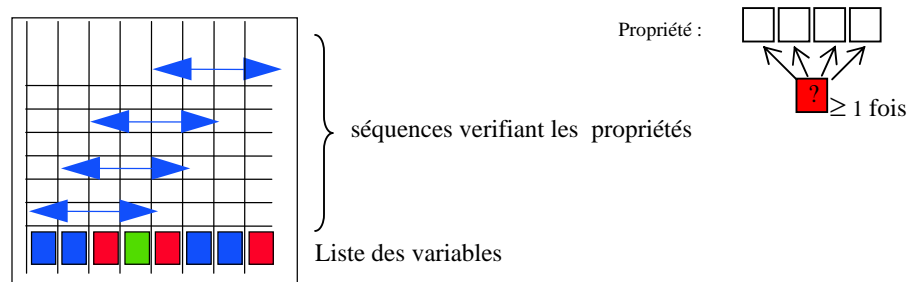 Propriété :
?
≥ 1 fois
séquences verifiant les propriétés
Liste des variables